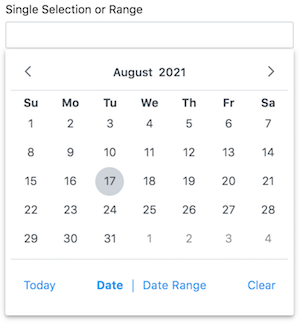 Single Selection or Range
August 2021
Su Mo Tu We Th Fr Sa
1 2 3 4 5 6 7
8 9 10 11 12 13 14
15 16 17 18 19 20 21
22 23 24 25 26 27 28
29 30 31 1 2 3 4
Today Date | Date Range Clear